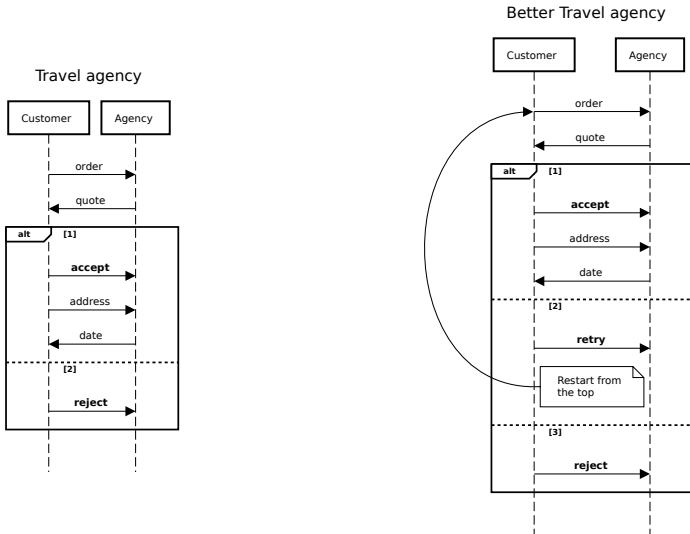 Travel agency
Customer
Agency
order
quote
alt
[1]
accept
address
date
[2]
reject
Better Travel agency
Customer
Agency
order
quote
alt
[1]
accept
address
date
[2]
retry
Restart from
the top
[3]
reject